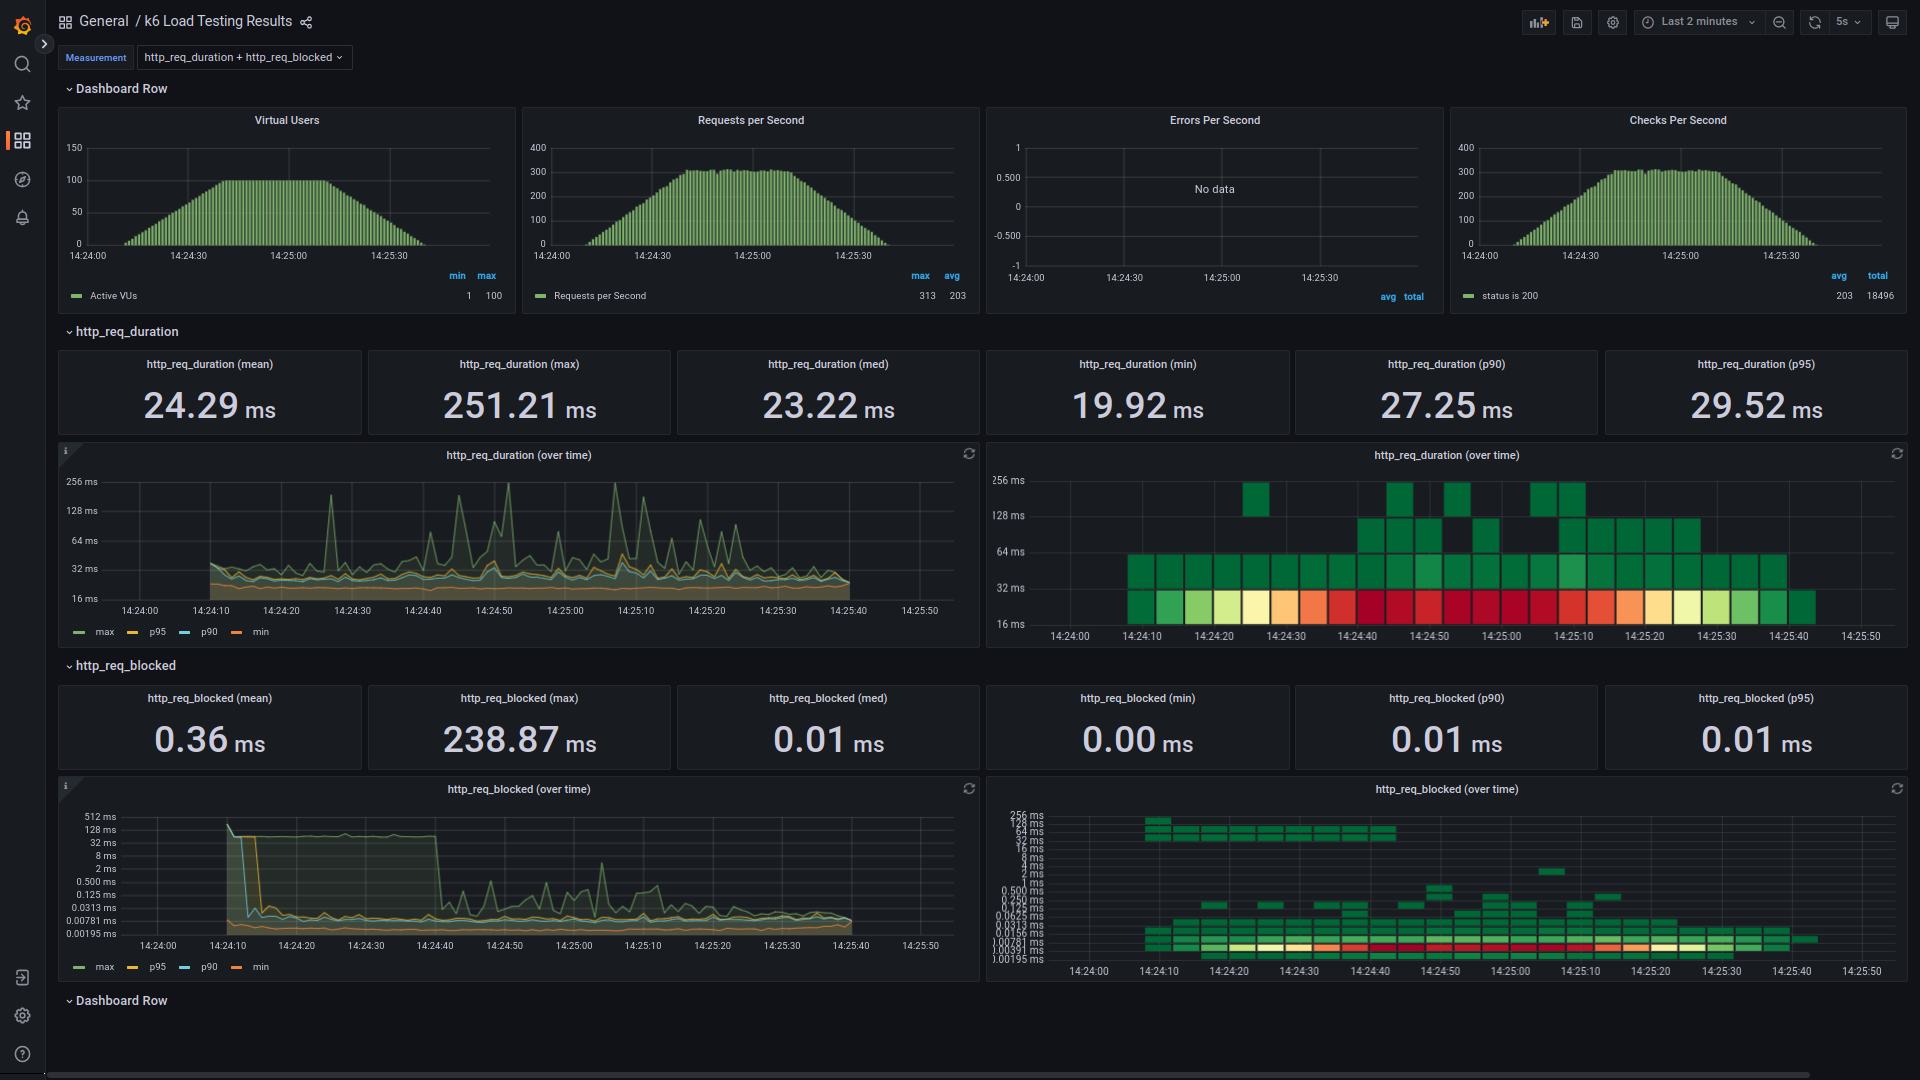 General / k6 Load Testing Results
Last 2 minutes
5s
Measurement
http_req_duration + http_req_blocked
Dashboard Row
Virtual Users
150
100
50
0
14:24:00 14:24:30 14:25:00 14:25:30
min max
Active VUs 1 100
Requests per Second
400
300
200
100
0
14:24:00 14:24:30 14:25:00 14:25:30
max avg
Requests per Second 313 203
Errors Per Second
1
0.500
0
-0.500
-1
No data
14:24:00 14:24:30 14:25:00 14:25:30
avg total
Checks Per Second
400
300
200
100
0
14:24:00 14:24:30 14:25:00 14:25:30
avg total
status is 200 203 18496
http_req_duration
http_req_duration (mean)
24.29 ms
http_req_duration (max)
251.21 ms
http_req_duration (med)
23.22 ms
http_req_duration (min)
19.92 ms
http_req_duration (p90)
27.25 ms
http_req_duration (p95)
29.52 ms
http_req_duration (over time)
256 ms
128 ms
64 ms
32 ms
16 ms
14:24:00 14:24:10 14:24:20 14:24:30 14:24:40 14:24:50 14:25:00 14:25:10 14:25:20 14:25:30 14:25:40 14:25:50
max p95 p90 min
http_req_duration (over time)
256 ms
128 ms
64 ms
32 ms
16 ms
14:24:00 14:24:10 14:24:20 14:24:30 14:24:40 14:24:50 14:25:00 14:25:10 14:25:20 14:25:30 14:25:40 14:25:50
http_req_blocked
http_req_blocked (mean)
0.36 ms
http_req_blocked (max)
238.87 ms
http_req_blocked (med)
0.01 ms
http_req_blocked (min)
0.00 ms
http_req_blocked (p90)
0.01 ms
http_req_blocked (p95)
0.01 ms
http_req_blocked (over time)
512 ms
128 ms
32 ms
8 ms
2 ms
0.500 ms
0.125 ms
0.0313 ms
0.00781 ms
0.00195 ms
14:24:00 14:24:10 14:24:20 14:24:30 14:24:40 14:24:50 14:25:00 14:25:10 14:25:20 14:25:30 14:25:40 14:25:50
max p95 p90 min
http_req_blocked (over time)
256 ms
128 ms
64 ms
32 ms
16 ms
8 ms
4 ms
2 ms
1 ms
0.500 ms
0.250 ms
0.125 ms
0.0625 ms
0.0313 ms
0.0156 ms
0.00781 ms
0.00391 ms
0.00195 ms
14:24:00 14:24:10 14:24:20 14:24:30 14:24:40 14:24:50 14:25:00 14:25:10 14:25:20 14:25:30 14:25:40 14:25:50
Dashboard Row